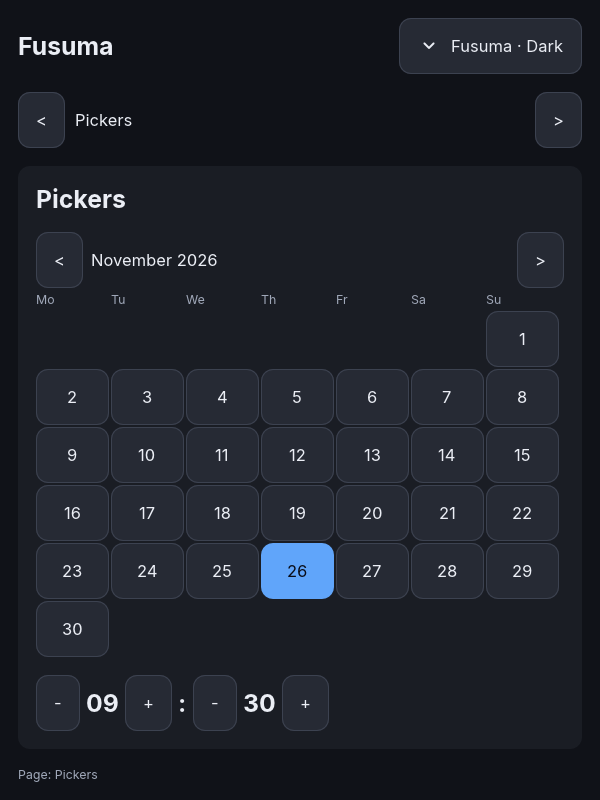 Fusuma
Fusuma · Dark
< Pickers >
Pickers
< November 2026 >
Mo Tu We Th Fr Sa Su
1
2 3 4 5 6 7 8
9 10 11 12 13 14 15
16 17 18 19 20 21 22
23 24 25 26 27 28 29
30
- 09 + : - 30 +
Page: Pickers